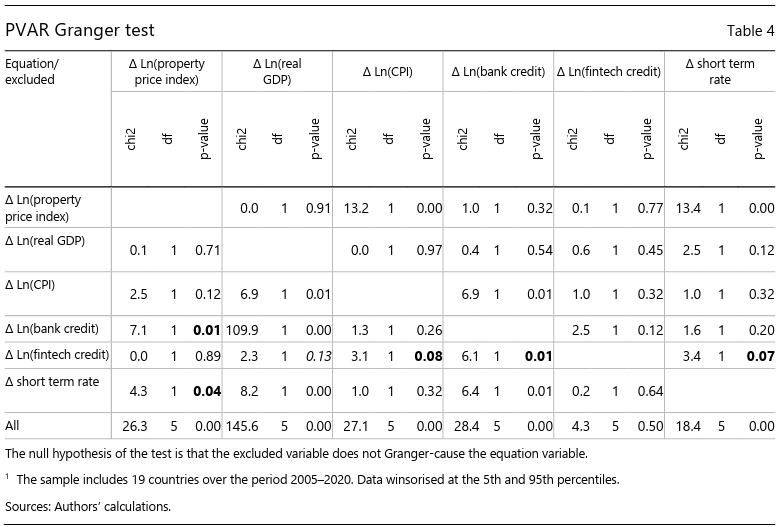 PVAR Granger test Table 4
Equation/ excluded Δ Ln(property price index) Δ Ln(real GDP) Δ Ln(CPI) Δ Ln(bank credit) Δ Ln(fintech credit) Δ short term rate
chi2 df p-value chi2 df p-value chi2 df p-value chi2 df p-value chi2 df p-value chi2 df p-value
Δ Ln(property price index) 0.0 1 0.91 13.2 1 0.00 1.0 1 0.32 0.1 1 0.77 13.4 1 0.00
Δ Ln(real GDP) 0.1 1 0.71 0.0 1 0.97 0.4 1 0.54 0.6 1 0.45 2.5 1 0.12
Δ Ln(CPI) 2.5 1 0.12 6.9 1 0.01 6.9 1 0.01 1.0 1 0.32 1.0 1 0.32
Δ Ln(bank credit) 7.1 1 0.01 109.9 1 0.00 1.3 1 0.26 2.5 1 0.12 1.6 1 0.20
Δ Ln(fintech credit) 0.0 1 0.89 2.3 1 0.13 3.1 1 0.08 6.1 1 0.01 3.4 1 0.07
Δ short term rate 4.3 1 0.04 8.2 1 0.00 1.0 1 0.32 6.4 1 0.01 0.2 1 0.64
All 26.3 5 0.00 145.6 5 0.00 27.1 5 0.00 28.4 5 0.00 4.3 5 0.50 18.4 5 0.00
The null hypothesis of the test is that the excluded variable does not Granger-cause the equation variable.
1 The sample includes 19 countries over the period 2005–2020. Data winsorised at the 5th and 95th percentiles.
Sources: Authors' calculations.